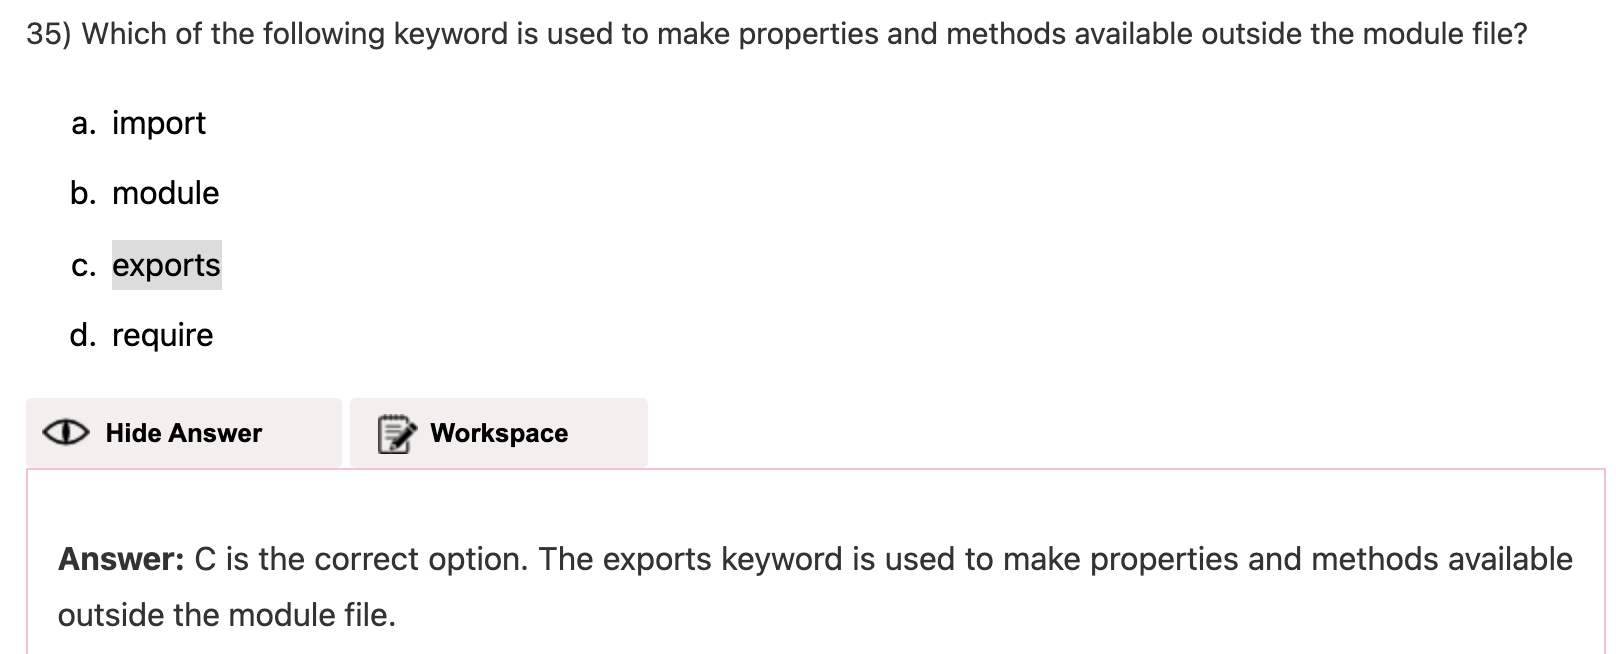 35) Which of the following keyword is used to make properties and methods available outside the module file?
a. import
b. module
c. exports
d. require
Hide Answer Workspace
Answer: C is the correct option. The exports keyword is used to make properties and methods available
outside the module file.